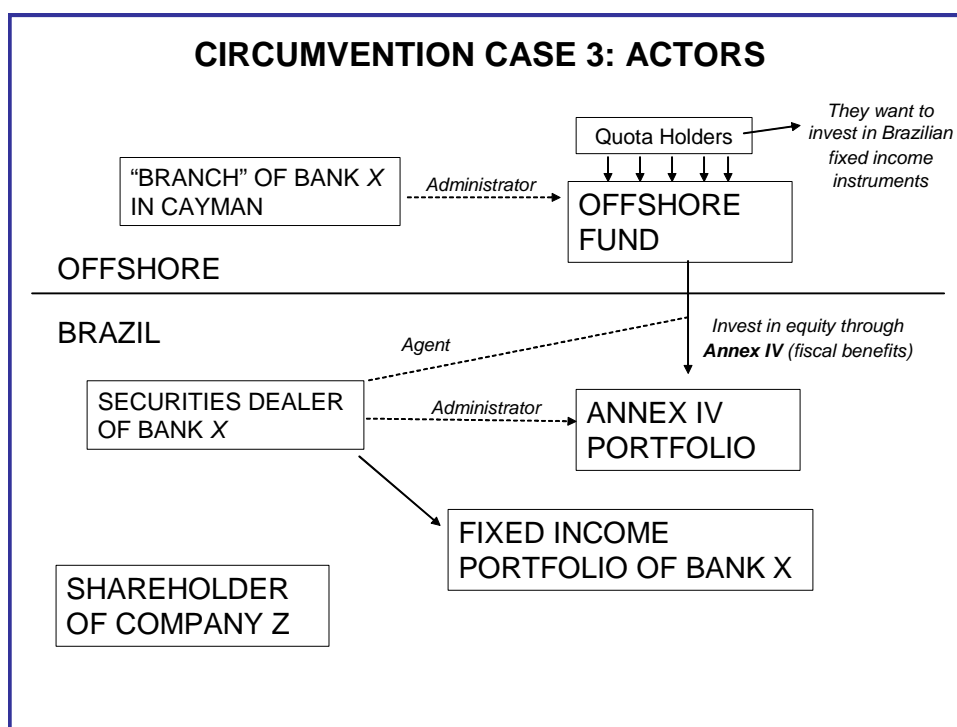 CIRCUMVENTION CASE 3: ACTORS
Quota Holders
They want to
invest in Brazilian
fixed income
instruments
“BRANCH” OF BANK X
IN CAYMAN
Administrator
OFFSHORE
FUND
OFFSHORE
BRAZIL
Agent
Invest in equity through
Annex IV (fiscal benefits)
SECURITIES DEALER
OF BANK X
Administrator
ANNEX IV
PORTFOLIO
FIXED INCOME
PORTFOLIO OF BANK X
SHAREHOLDER
OF COMPANY Z